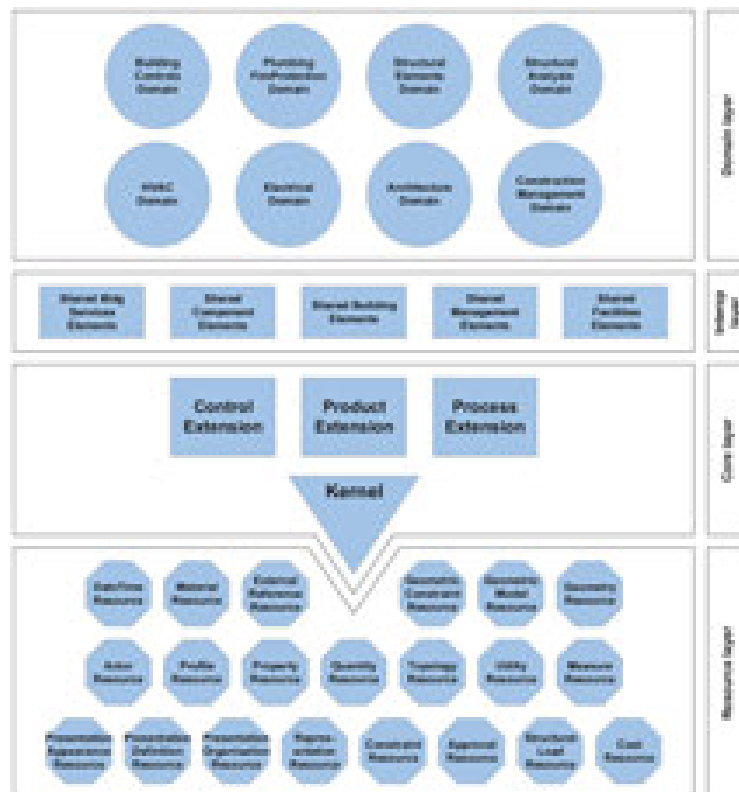 Building
Controls
Domain
Plumbing
FireProtection
Domain
Structural
Elements
Domain
Structural
Analysis
Domain
HVAC
Domain
Electrical
Domain
Architecture
Domain
Construction
Management
Domain
Domain layer
Shared Bldg
Services
Elements
Shared
Component
Elements
Shared Building
Elements
Shared
Management
Elements
Shared
Facilities
Elements
Interop
layer
Control
Extension
Product
Extension
Process
Extension
Kernel
Core layer
DateTime
Resource
Material
Resource
External
Reference
Resource
Geometric
Constraint
Resource
Geometric
Model
Resource
Geometry
Resource
Actor
Resource
Profile
Resource
Property
Resource
Quantity
Resource
Topology
Resource
Utility
Resource
Measure
Resource
Presentation
Appearance
Resource
Presentation
Definition
Resource
Presentation
Organisation
Resource
Repres-
entation
Resource
Constraint
Resource
Approval
Resource
Structural
Load
Resource
Cost
Resource
Resource layer